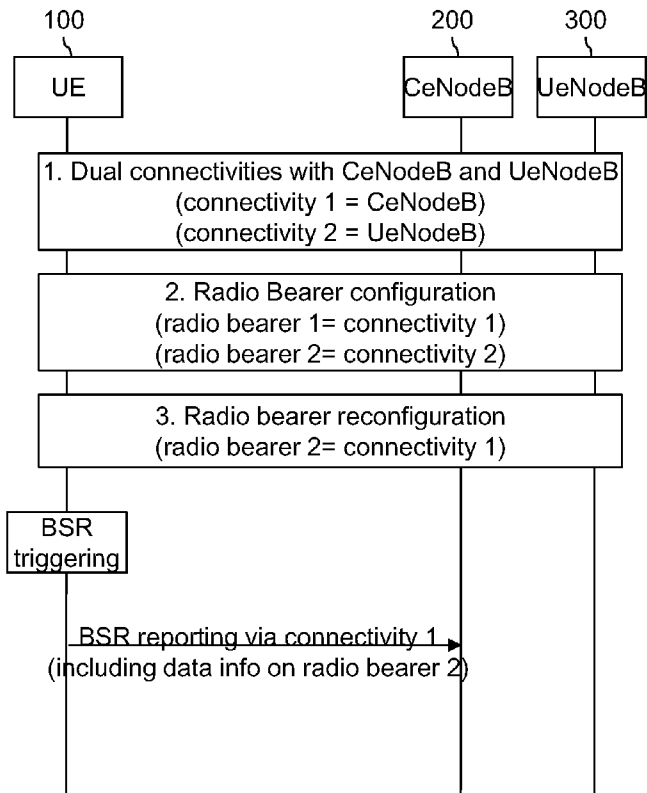 100
200
300
UE
CeNodeB
UeNodeB
1. Dual connectivities with CeNodeB and UeNodeB
(connectivity 1 = CeNodeB)
(connectivity 2 = UeNodeB)
2. Radio Bearer configuration
(radio bearer 1= connectivity 1)
(radio bearer 2= connectivity 2)
3. Radio bearer reconfiguration
(radio bearer 2= connectivity 1)
BSR
triggering
BSR reporting via connectivity 1
(including data info on radio bearer 2)